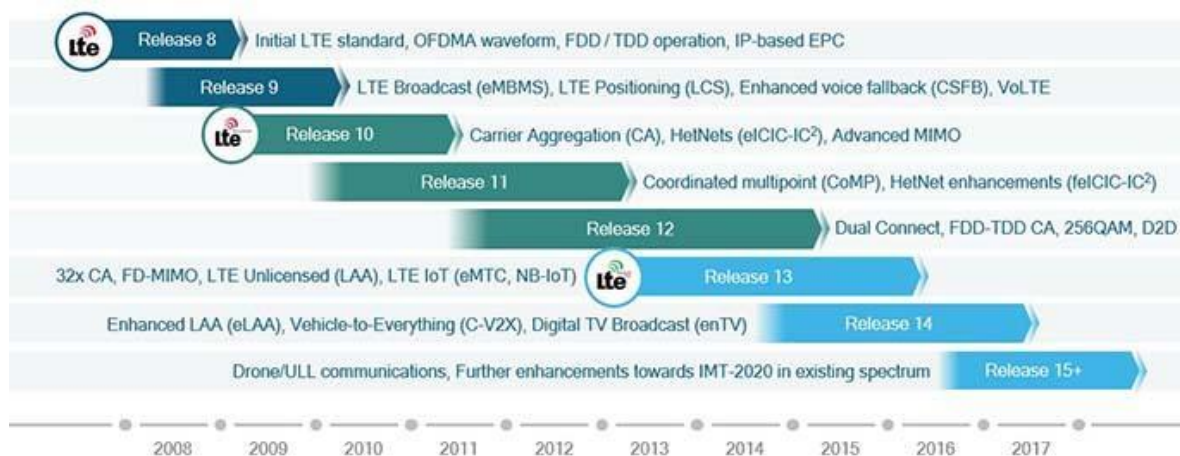 Lte Release 8 Initial LTE standard, OFDMA waveform, FDD / TDD operation, IP-based EPC
Release 9 LTE Broadcast (eMBMS), LTE Positioning (LCS), Enhanced voice fallback (CSFB), VoLTE
Lte Release 10 Carrier Aggregation (CA), HetNets (eICIC-IC²), Advanced MIMO
Release 11 Coordinated multipoint (CoMP), HetNet enhancements (feICIC-IC²)
Release 12 Dual Connect, FDD-TDD CA, 256QAM, D2D
32x CA, FD-MIMO, LTE Unlicensed (LAA), LTE IoT (eMTC, NB-IoT) Lte Release 13
Enhanced LAA (eLAA), Vehicle-to-Everything (C-V2X), Digital TV Broadcast (enTV) Release 14
Drone/ULL communications, Further enhancements towards IMT-2020 in existing spectrum Release 15+
2008 2009 2010 2011 2012 2013 2014 2015 2016 2017